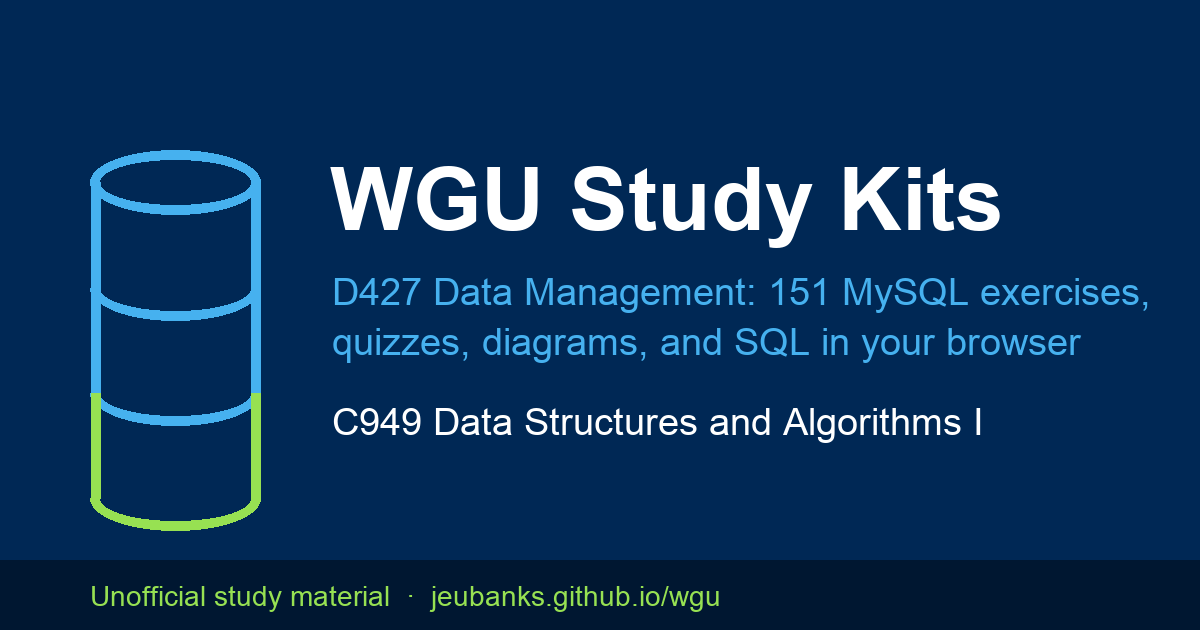 WGU Study Kits
D427 Data Management: 151 MySQL exercises,
quizzes, diagrams, and SQL in your browser
C949 Data Structures and Algorithms I
Unofficial study material · jeubanks.github.io/wgu